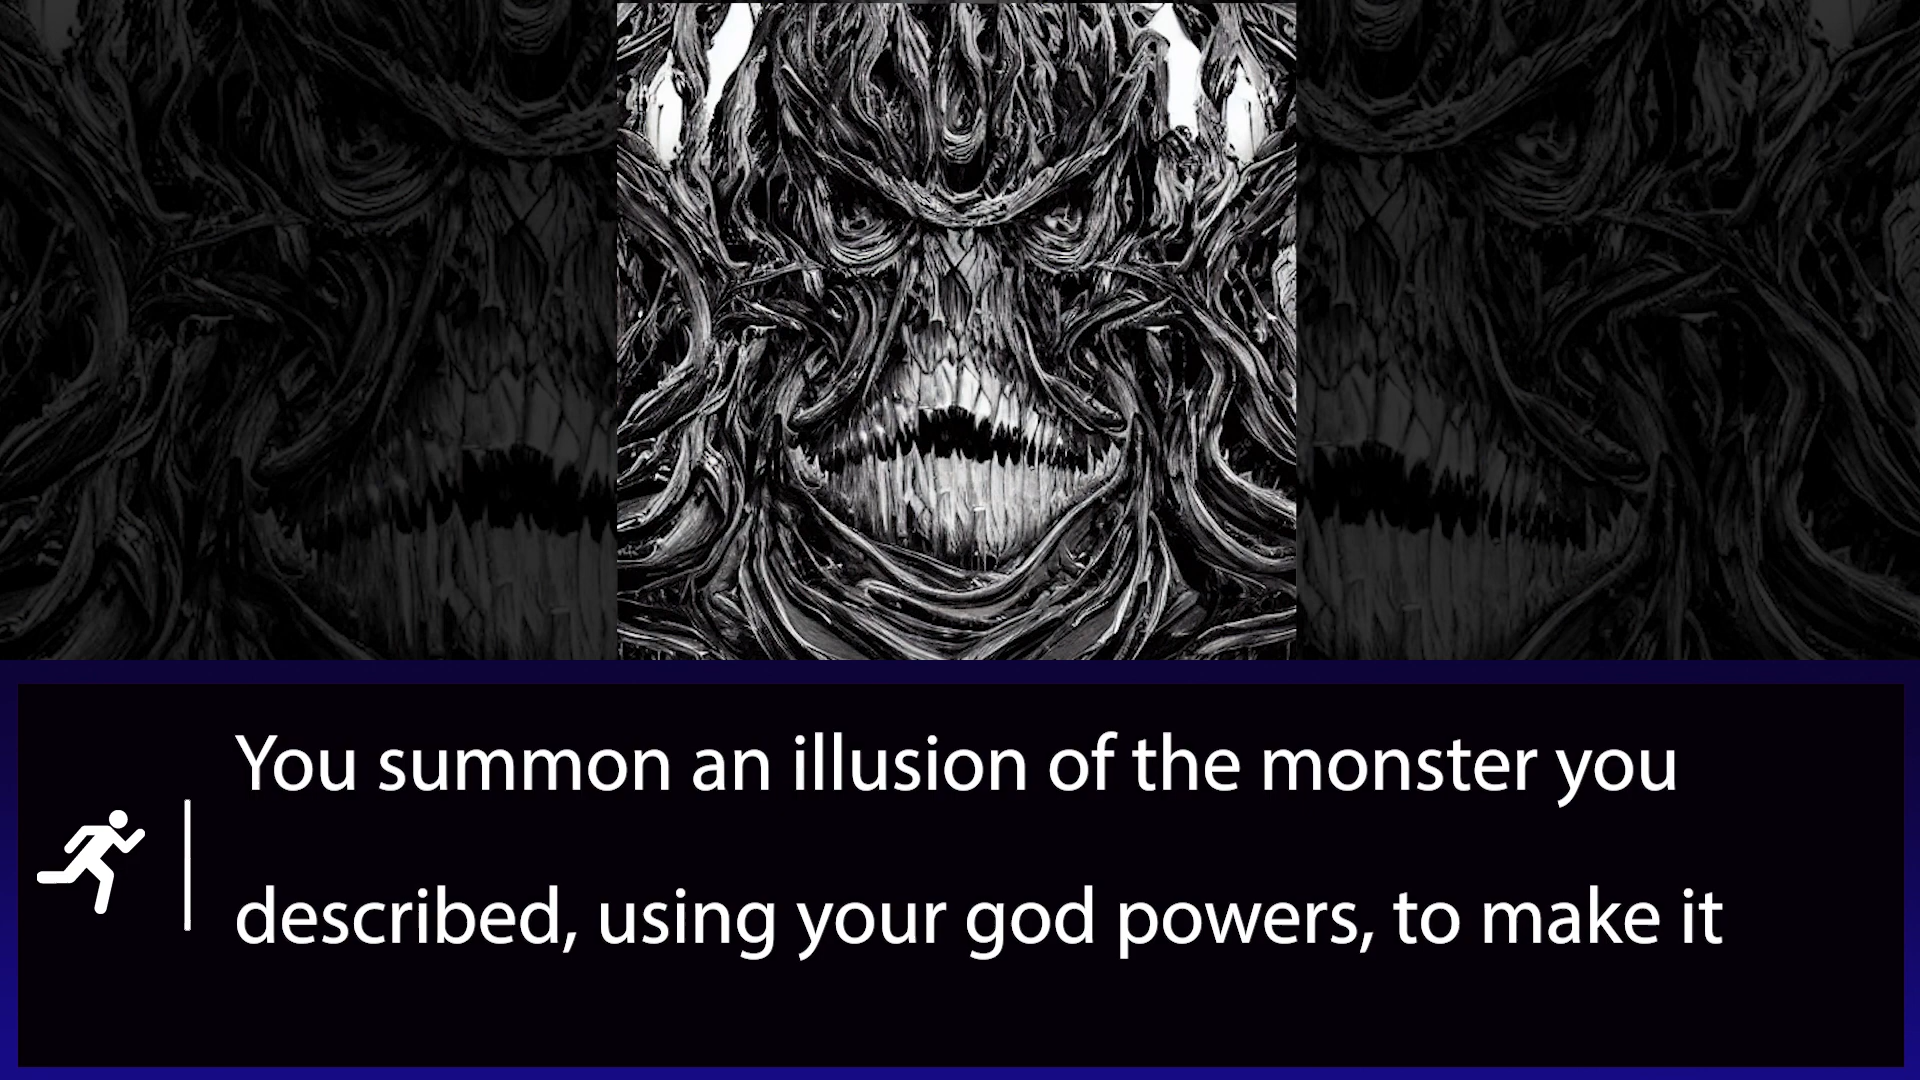 You summon an illusion of the monster you
described, using your god powers, to make it